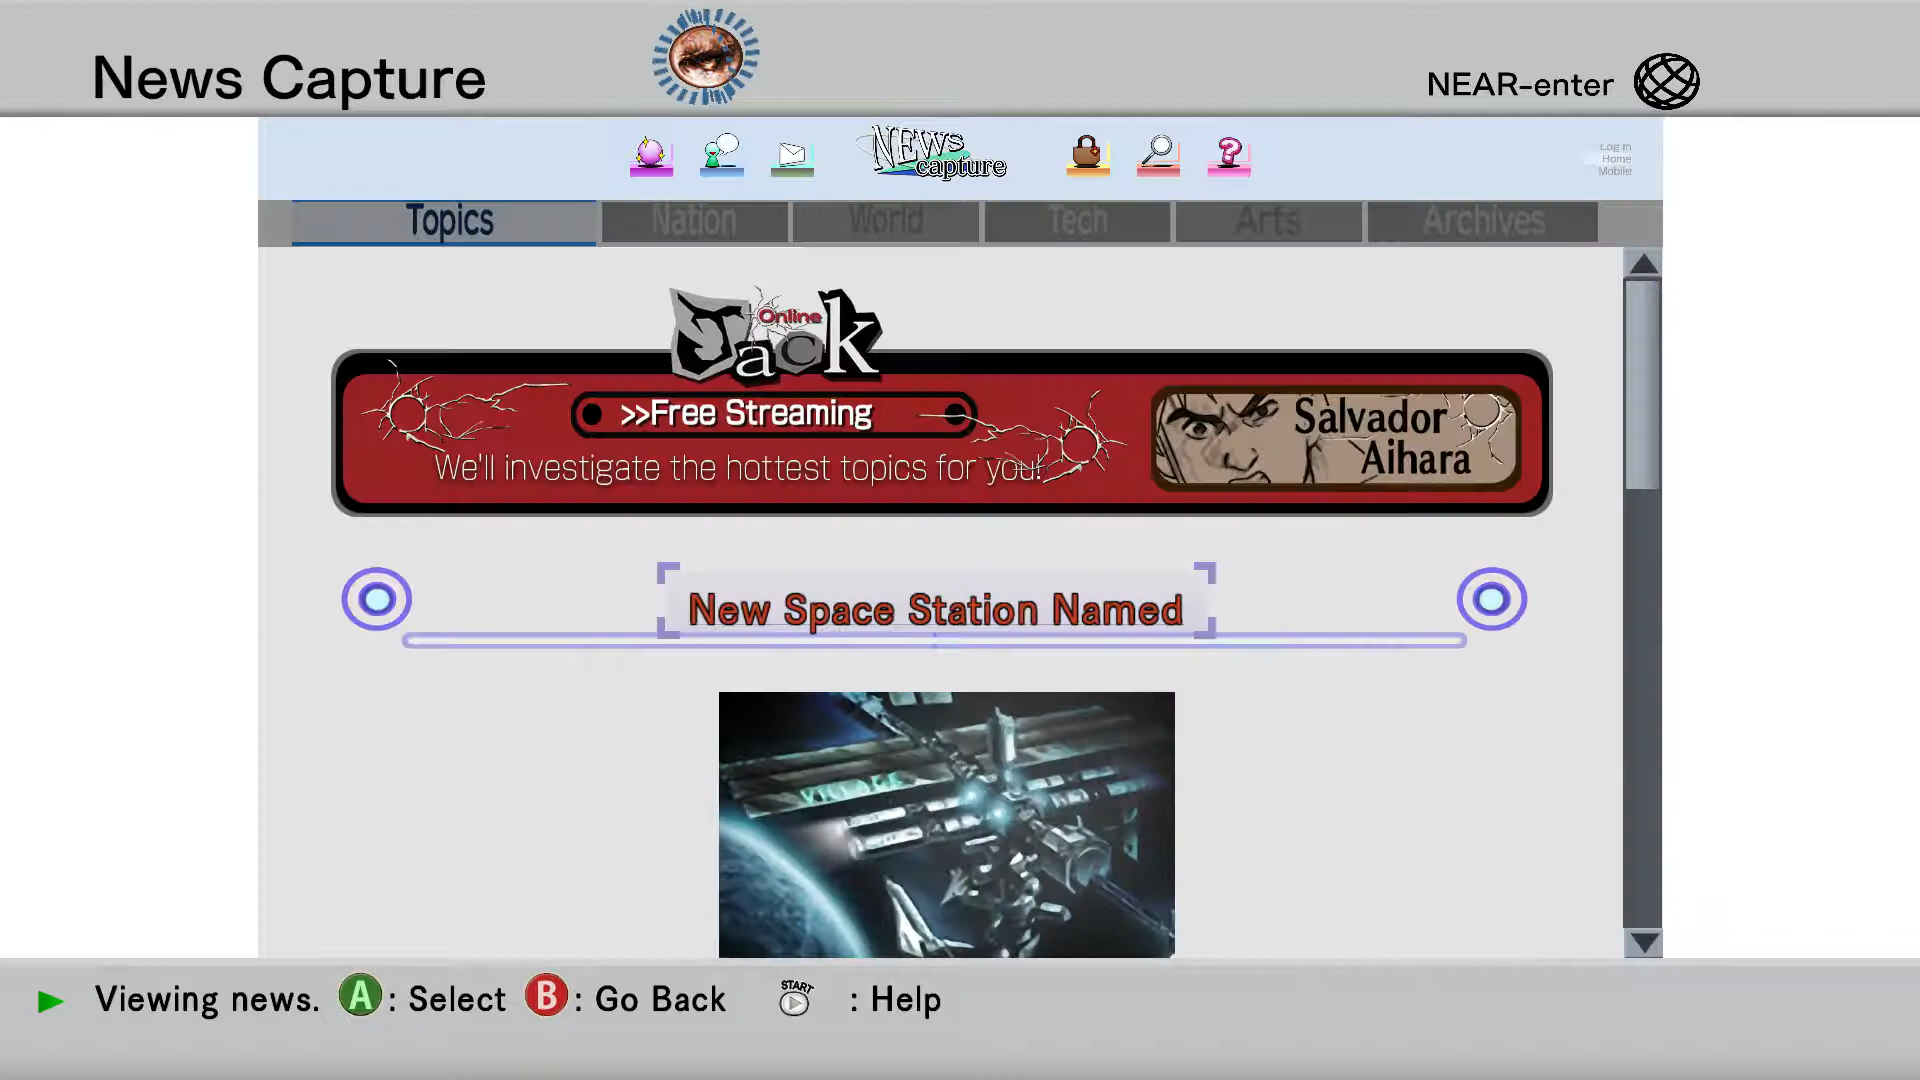 News Capture
NEAR-enter
NEWS
capture
Log in
Home
Mobile
Topics
Nation
World
Tech
Arts
Archives
Online
Jack
>>Free Streaming
We'll investigate the hottest topics for you!
Salvador
Aihara
New Space Station Named
Viewing news. A : Select B : Go Back START : Help